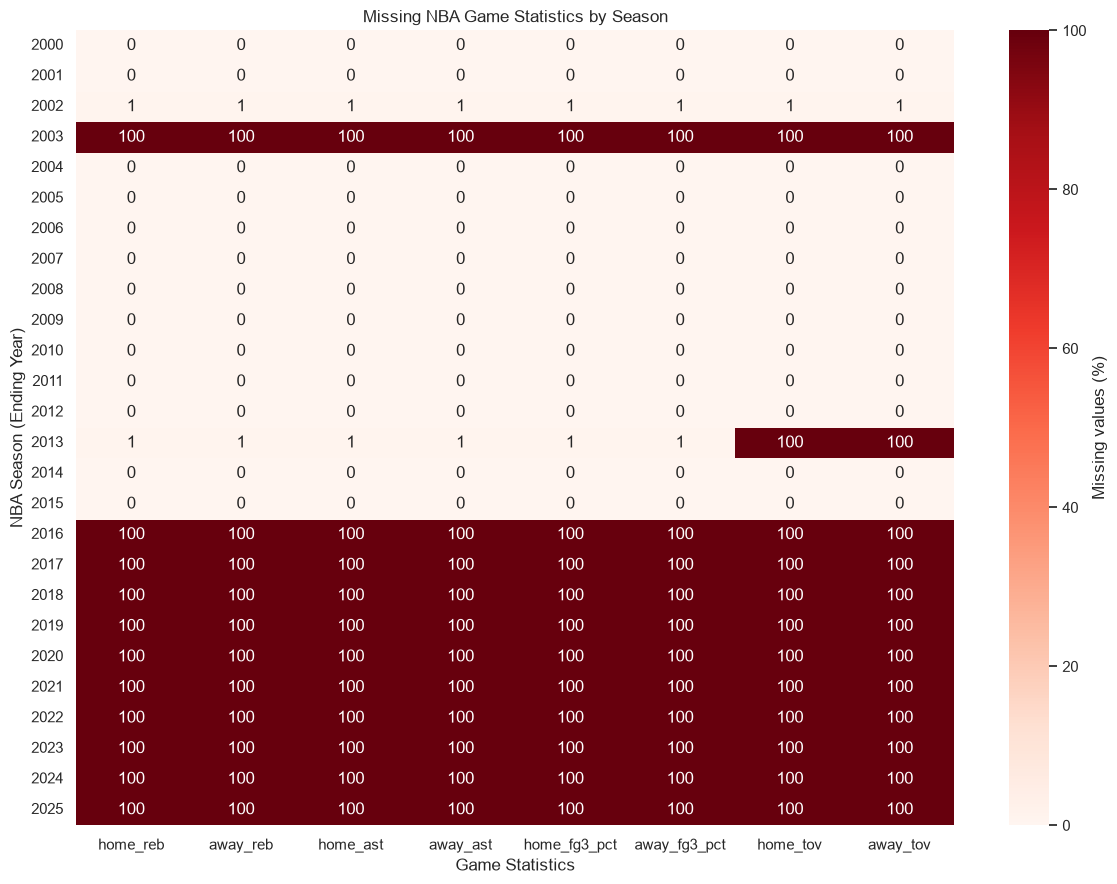 Missing NBA Game Statistics by Season
NBA Season (Ending Year)
2000 0 0 0 0 0 0 0 0
2001 0 0 0 0 0 0 0 0
2002 1 1 1 1 1 1 1 1
2003 100 100 100 100 100 100 100 100
2004 0 0 0 0 0 0 0 0
2005 0 0 0 0 0 0 0 0
2006 0 0 0 0 0 0 0 0
2007 0 0 0 0 0 0 0 0
2008 0 0 0 0 0 0 0 0
2009 0 0 0 0 0 0 0 0
2010 0 0 0 0 0 0 0 0
2011 0 0 0 0 0 0 0 0
2012 0 0 0 0 0 0 0 0
2013 1 1 1 1 1 1 100 100
2014 0 0 0 0 0 0 0 0
2015 0 0 0 0 0 0 0 0
2016 100 100 100 100 100 100 100 100
2017 100 100 100 100 100 100 100 100
2018 100 100 100 100 100 100 100 100
2019 100 100 100 100 100 100 100 100
2020 100 100 100 100 100 100 100 100
2021 100 100 100 100 100 100 100 100
2022 100 100 100 100 100 100 100 100
2023 100 100 100 100 100 100 100 100
2024 100 100 100 100 100 100 100 100
2025 100 100 100 100 100 100 100 100
home_reb away_reb home_ast away_ast home_fg3_pct away_fg3_pct home_tov away_tov
Game Statistics
100
80
60
40
20
0
Missing values (%)